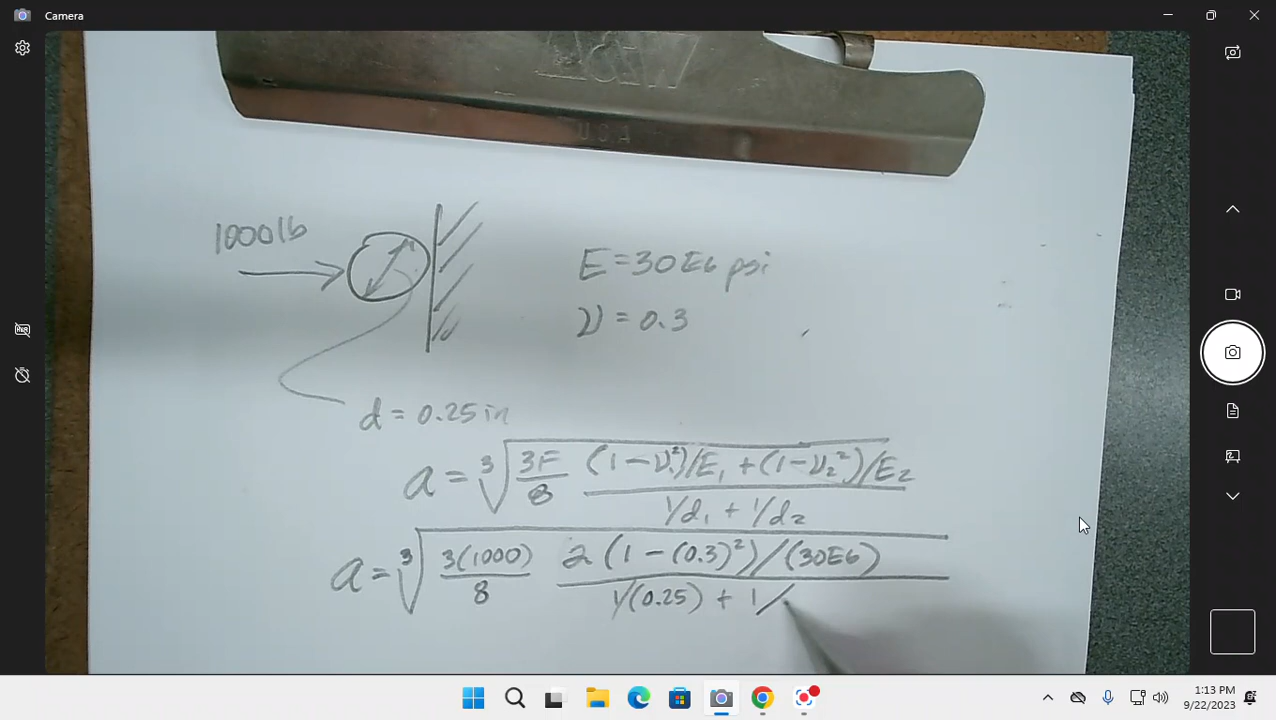 Camera
A&W
USA
1000lb
E = 30E6 psi
ν = 0.3
d = 0.25 in
a = ∛(3F/8 ((1-ν₁²)/E₁ + (1-ν₂²)/E₂)/(1/d₁ + 1/d₂))
a = ∛(3(1000)/8 2(1-(0.3)²)/(30E6)/(1/(0.25) + 1/
1:13 PM
9/22/2023